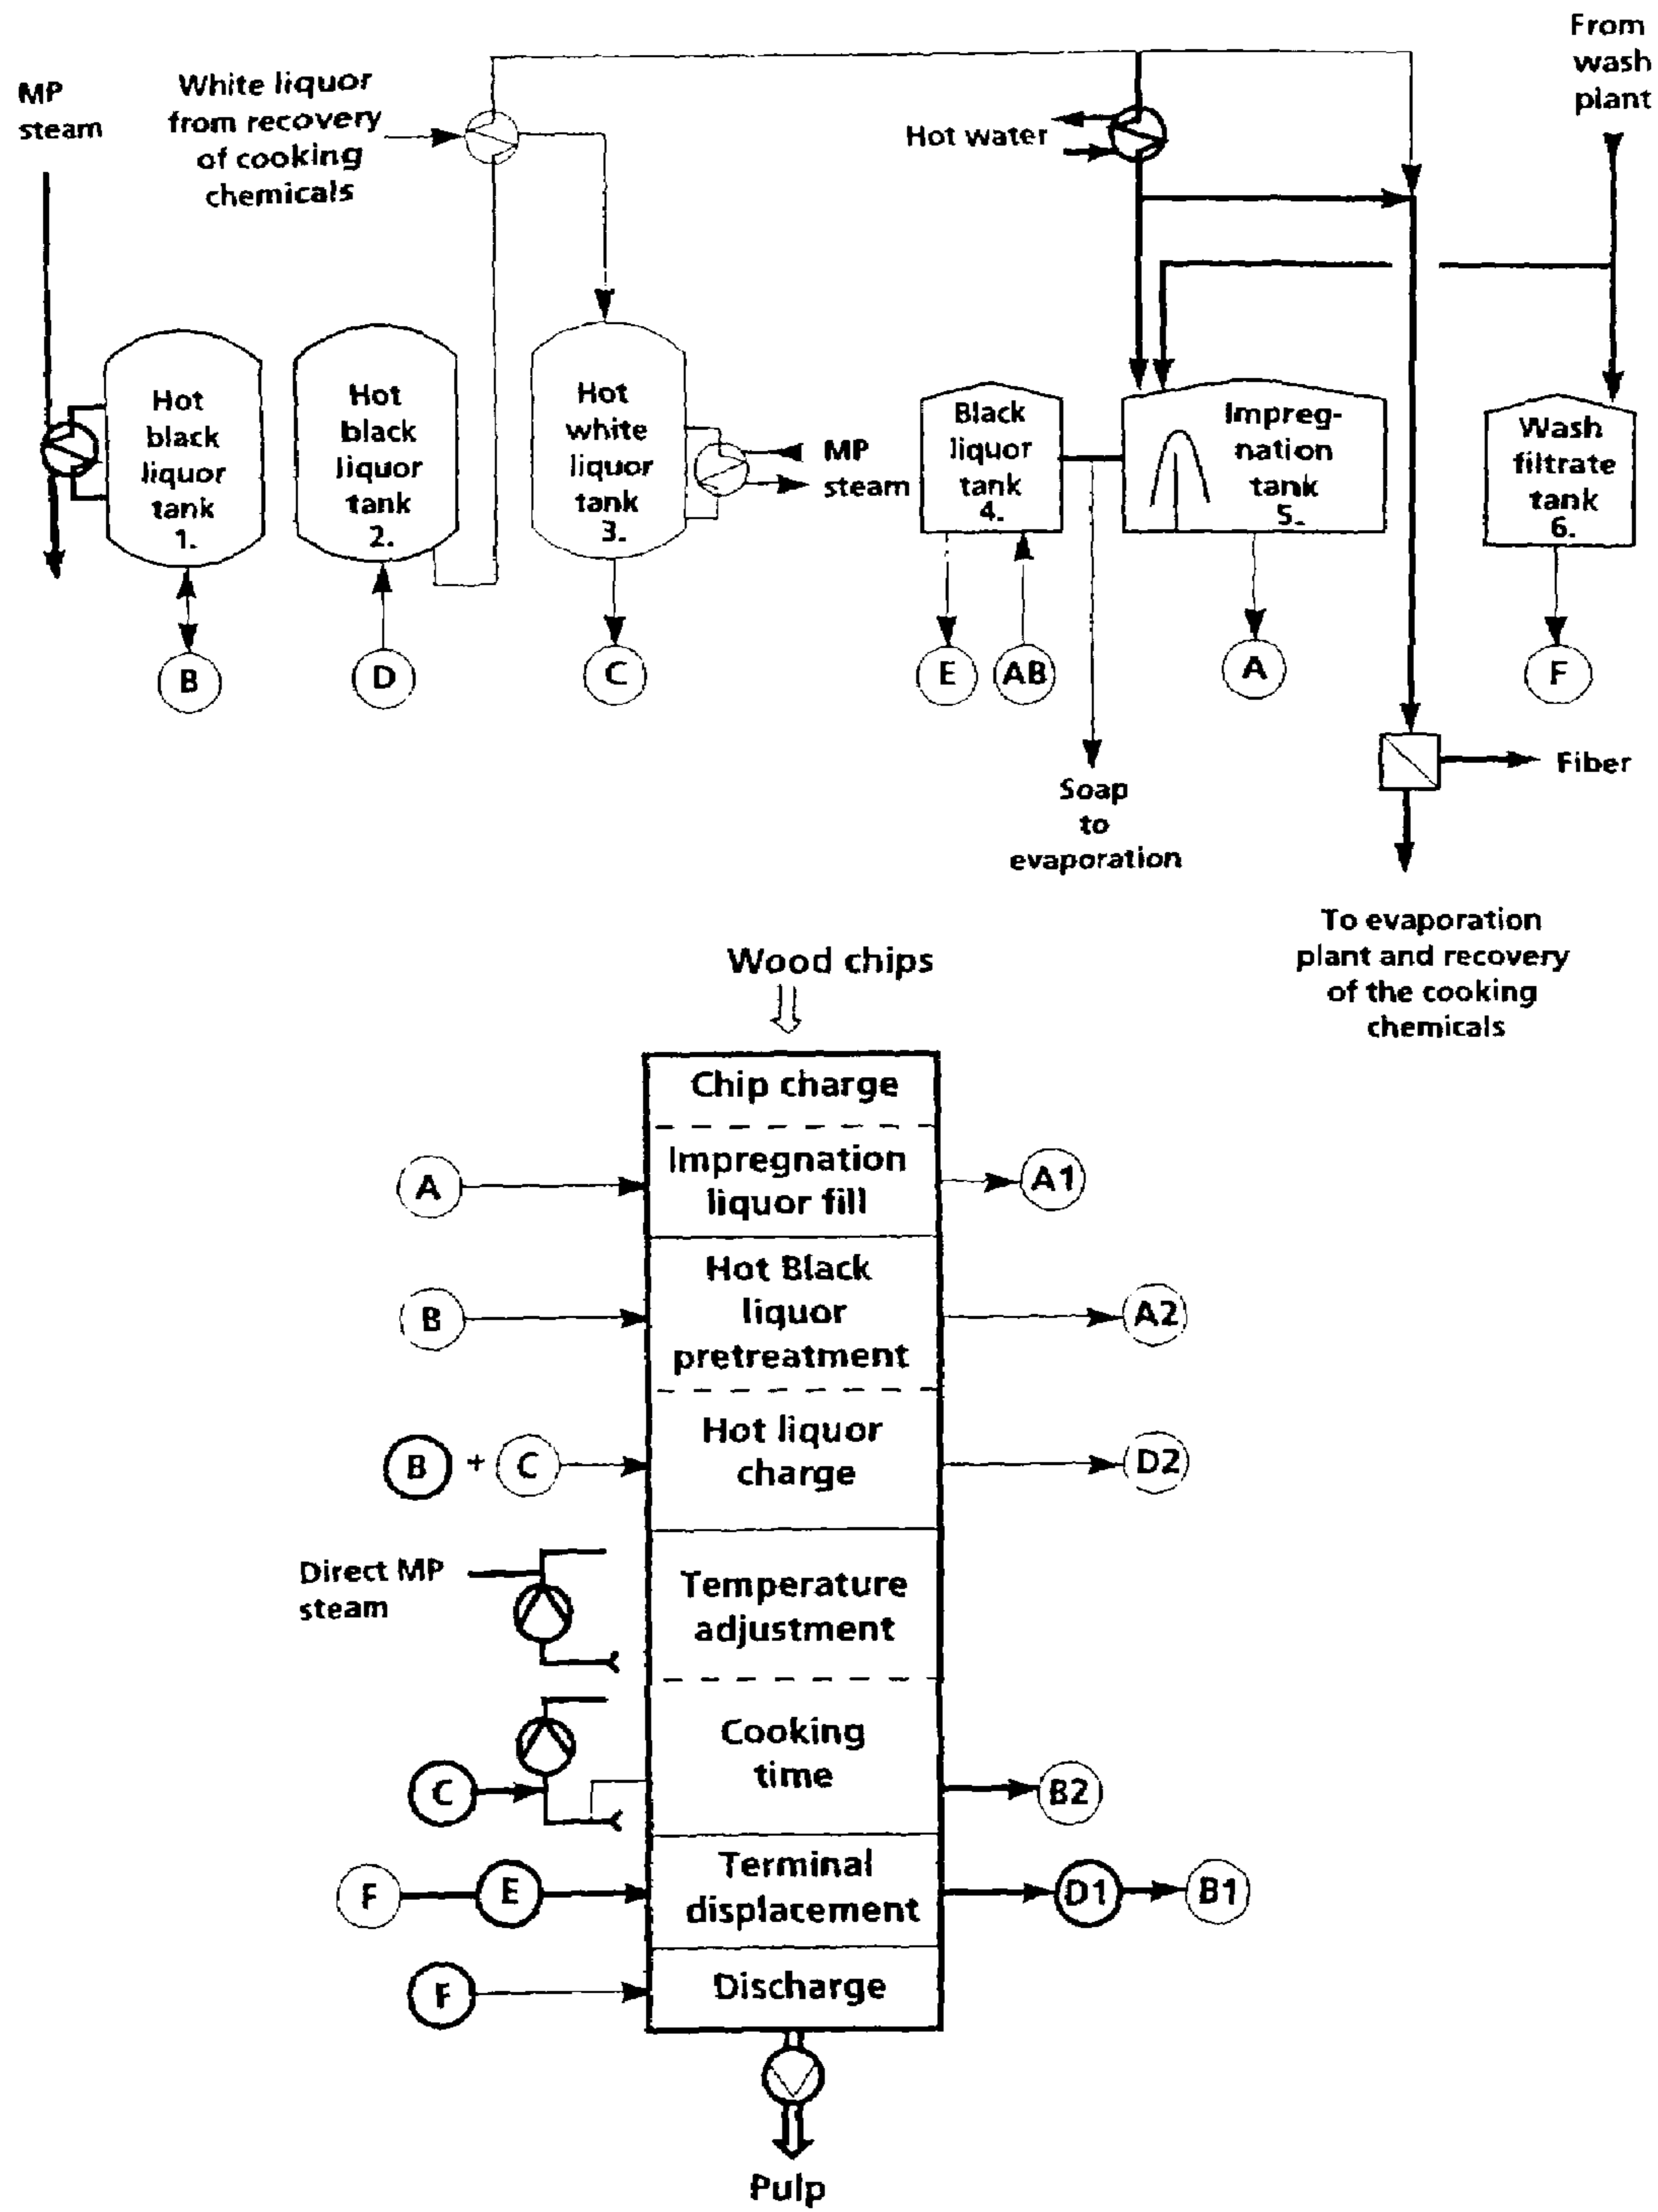 From
wash
plant
MP
steam
White liquor
from recovery
of cooking
chemicals
Hot water
Hot
black
liquor
tank
1.
Hot
black
liquor
tank
2.
Hot
white
liquor
tank
3.
MP
steam
Black
liquor
tank
4.
Impreg-
nation
tank
5.
Wash
filtrate
tank
6.
B
D
C
E
AB
A
F
Fiber
Soap
to
evaporation
To evaporation
plant and recovery
of the cooking
chemicals
Wood chips
Chip charge
A
Impregnation
liquor fill
A1
B
Hot Black
liquor
pretreatment
A2
B + C
Hot liquor
charge
D2
Direct MP
steam
Temperature
adjustment
C
Cooking
time
B2
F
E
Terminal
displacement
D1
B1
F
Discharge
Pulp